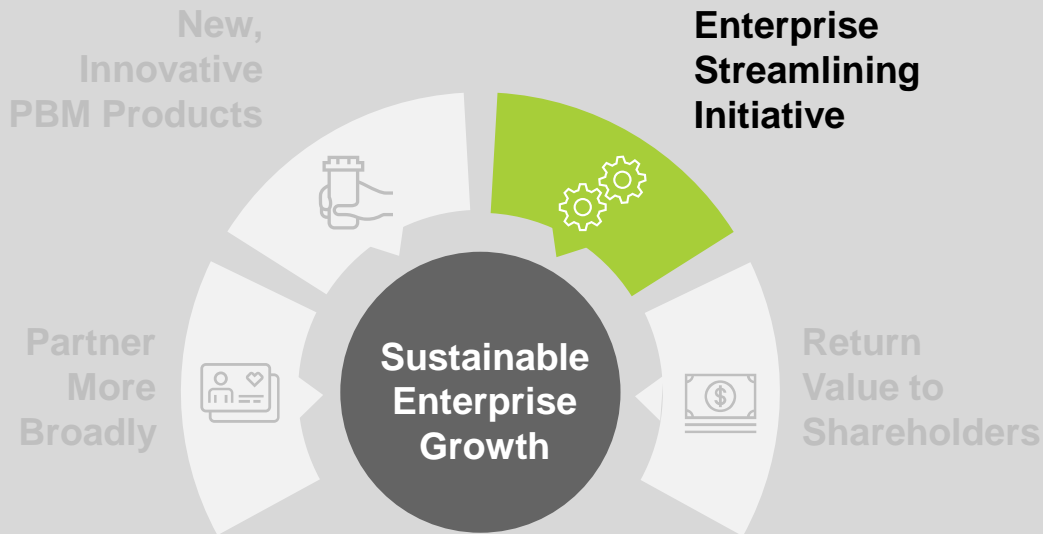 New,
Innovative
PBM Products
Enterprise
Streamlining
Initiative
Partner
More
Broadly
Sustainable
Enterprise
Growth
$
Return
Value to
Shareholders